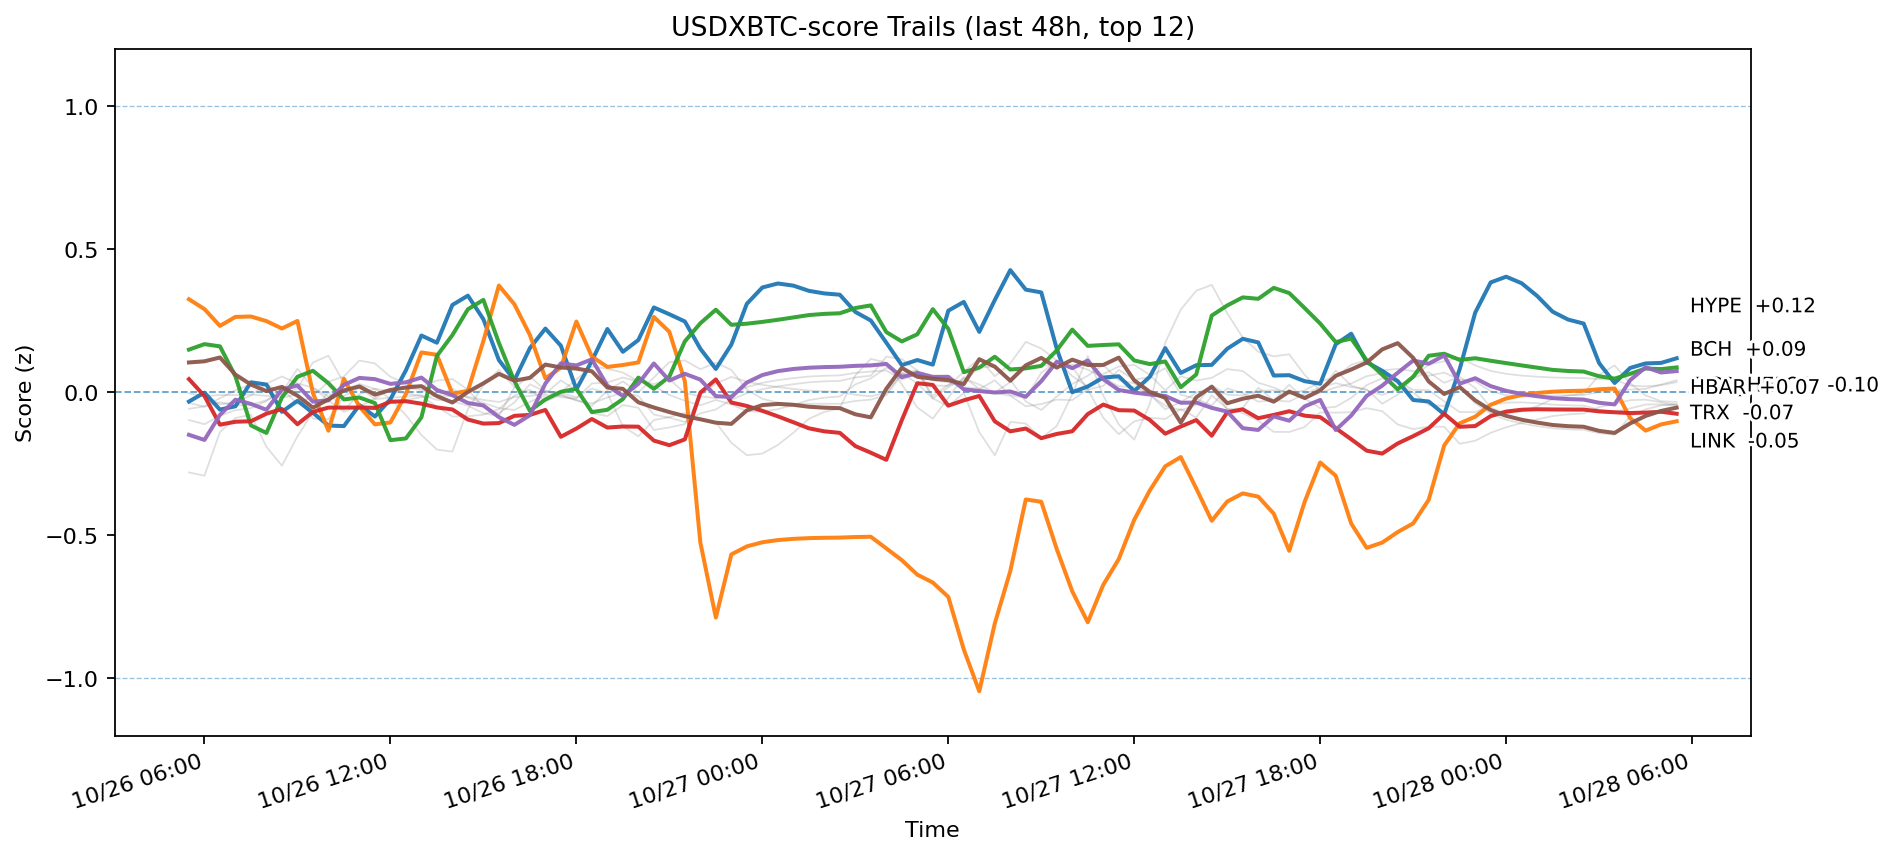 USDXBTC-score Trails (last 48h, top 12)
Score (z)
1.0
0.5
0.0
−0.5
−1.0
HYPE +0.12
BCH +0.09
HBAR +0.07
-0.10
TRX -0.07
LINK -0.05
10/26 06:00
10/26 12:00
10/26 18:00
10/27 00:00
10/27 06:00
10/27 12:00
10/27 18:00
10/28 00:00
10/28 06:00
Time